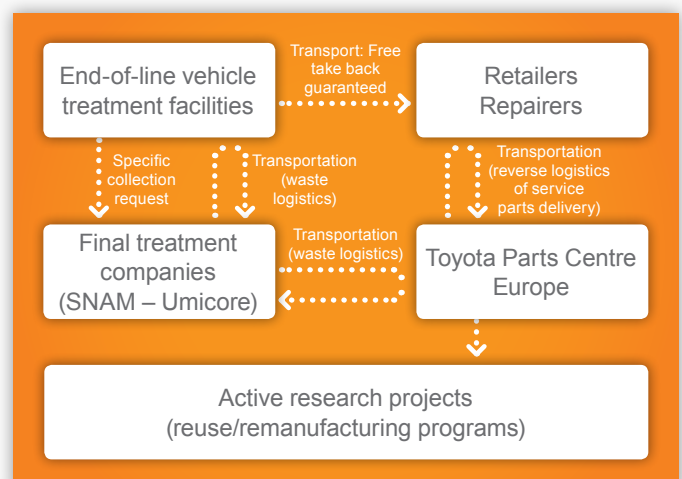 End-of-line vehicle
treatment facilities
Transport: Free
take back
guaranteed
Retailers
Repairers
Specific
collection
request
Transportation
(waste
logistics)
Transportation
(reverse logistics
of service
parts delivery)
Final treatment
companies
(SNAM – Umicore)
Transportation
(waste logistics)
Toyota Parts Centre
Europe
Active research projects
(reuse/remanufacturing programs)